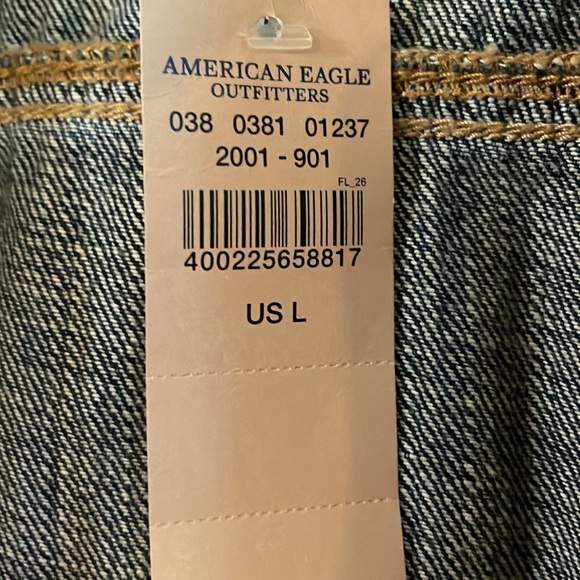 AMERICAN EAGLE
OUTFITTERS
038 0381 01237
2001 - 901
FL_26
400225658817
US L